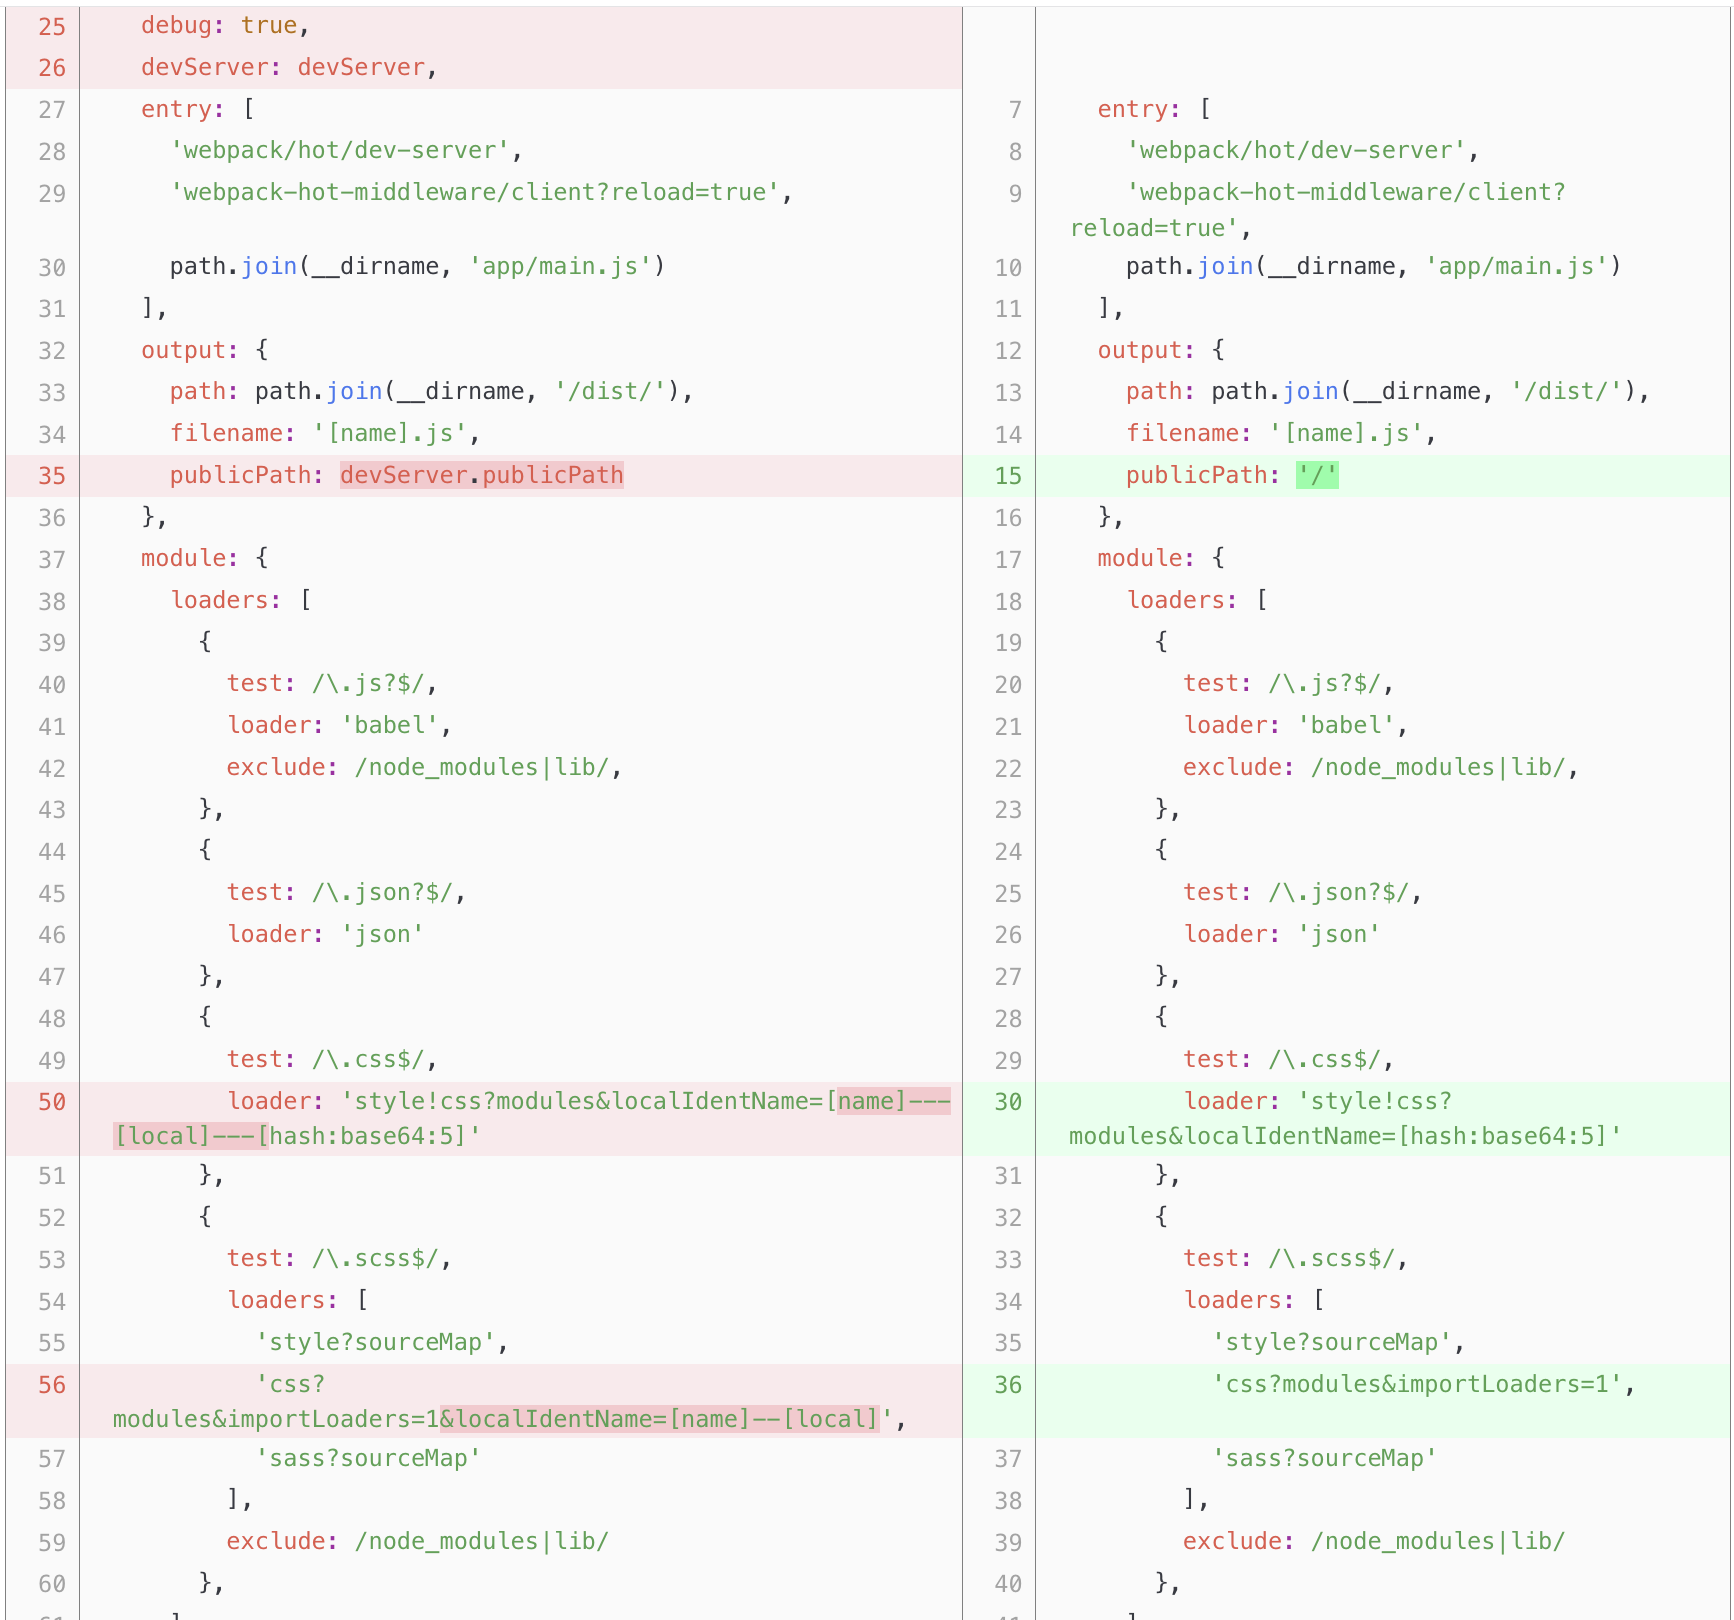 25 debug: true,
26 devServer: devServer,
27 entry: [
28 'webpack/hot/dev-server',
29 'webpack-hot-middleware/client?reload=true',
30 path.join(__dirname, 'app/main.js')
31 ],
32 output: {
33 path: path.join(__dirname, '/dist/'),
34 filename: '[name].js',
35 publicPath: devServer.publicPath
36 },
37 module: {
38 loaders: [
39 {
40 test: /\.js?$/,
41 loader: 'babel',
42 exclude: /node_modules|lib/,
43 },
44 {
45 test: /\.json?$/,
46 loader: 'json'
47 },
48 {
49 test: /\.css$/,
50 loader: 'style!css?modules&localIdentName=[name]---
[local]---[hash:base64:5]'
51 },
52 {
53 test: /\.scss$/,
54 loaders: [
55 'style?sourceMap',
56 'css?
modules&importLoaders=1&localIdentName=[name]--[local]',
57 'sass?sourceMap'
58 ],
59 exclude: /node_modules|lib/
60 },
61 ]
7 entry: [
8 'webpack/hot/dev-server',
9 'webpack-hot-middleware/client?
reload=true',
10 path.join(__dirname, 'app/main.js')
11 ],
12 output: {
13 path: path.join(__dirname, '/dist/'),
14 filename: '[name].js',
15 publicPath: '/'
16 },
17 module: {
18 loaders: [
19 {
20 test: /\.js?$/,
21 loader: 'babel',
22 exclude: /node_modules|lib/,
23 },
24 {
25 test: /\.json?$/,
26 loader: 'json'
27 },
28 {
29 test: /\.css$/,
30 loader: 'style!css?
modules&localIdentName=[hash:base64:5]'
31 },
32 {
33 test: /\.scss$/,
34 loaders: [
35 'style?sourceMap',
36 'css?modules&importLoaders=1',
37 'sass?sourceMap'
38 ],
39 exclude: /node_modules|lib/
40 },
41 ]